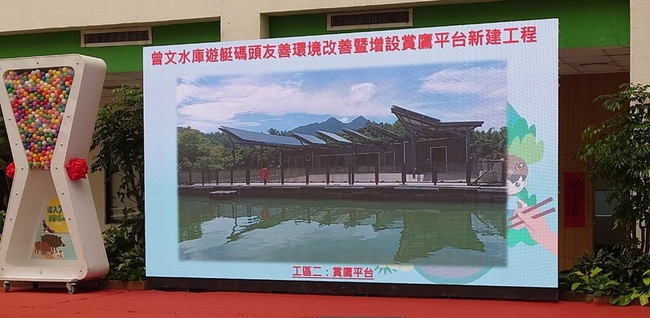 曾文水庫遊艇碼頭友善環境改善暨增設賞鷹平台新建工程
工區二：賞鷹平台